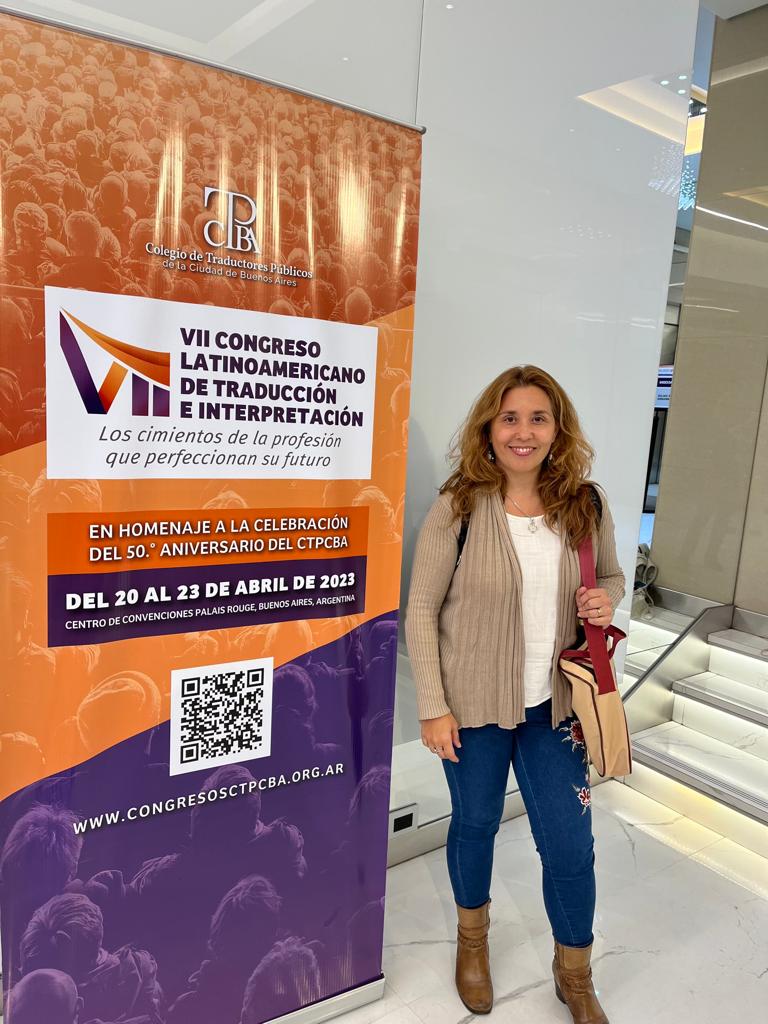 CTPCBA
Colegio de Traductores Públicos
de la Ciudad de Buenos Aires
VII
VII CONGRESO
LATINOAMERICANO
DE TRADUCCIÓN
E INTERPRETACIÓN
Los cimientos de la profesión
que perfeccionan su futuro
EN HOMENAJE A LA CELEBRACIÓN
DEL 50.º ANIVERSARIO DEL CTPCBA
DEL 20 AL 23 DE ABRIL DE 2023
CENTRO DE CONVENCIONES PALAIS ROUGE, BUENOS AIRES, ARGENTINA
WWW.CONGRESOSCTPCBA.ORG.AR